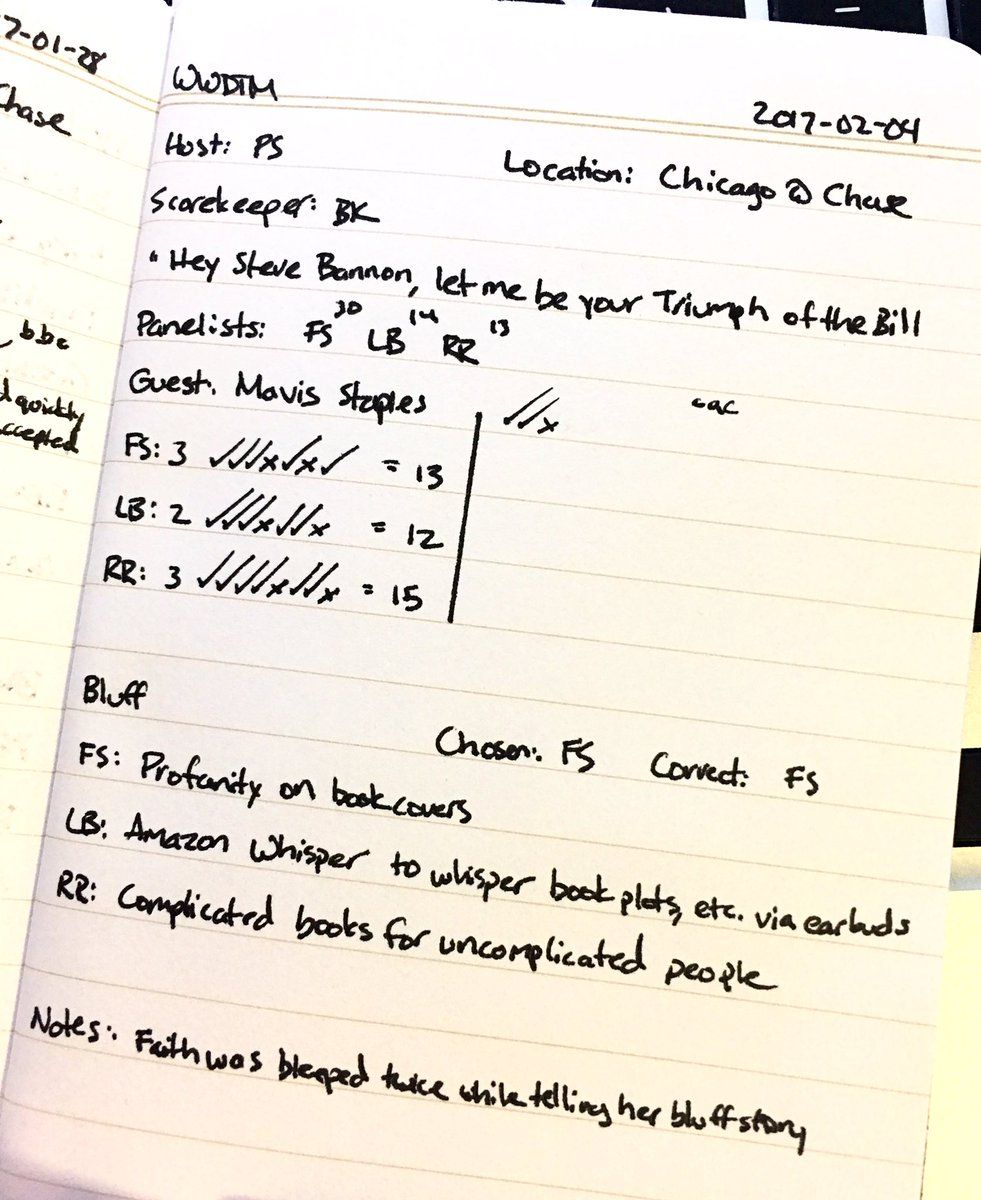 7-01-28
Chase
bbc
quickly
ccepted
WWDTM
2017-02-04
Host: PS
Location: Chicago @ Chase
Scorekeeper: BK
"Hey Steve Bannon, let me be your Triumph of the Bill
Panelists: FS 30 LB 14 RR 13
Guest: Mavis Staples
✓✓x
FS: 3 ✓✓✓x✓x✓ = 13
LB: 2 ✓✓✓x✓✓x = 12
RR: 3 ✓✓✓✓x✓✓x = 15
Bluff
Chosen: FS Correct: FS
FS: Profanity on book covers
LB: Amazon Whisper to whisper book plots, etc. via earbuds
RR: Complicated books for uncomplicated people
Notes: Faith was bleeped twice while telling her bluff story